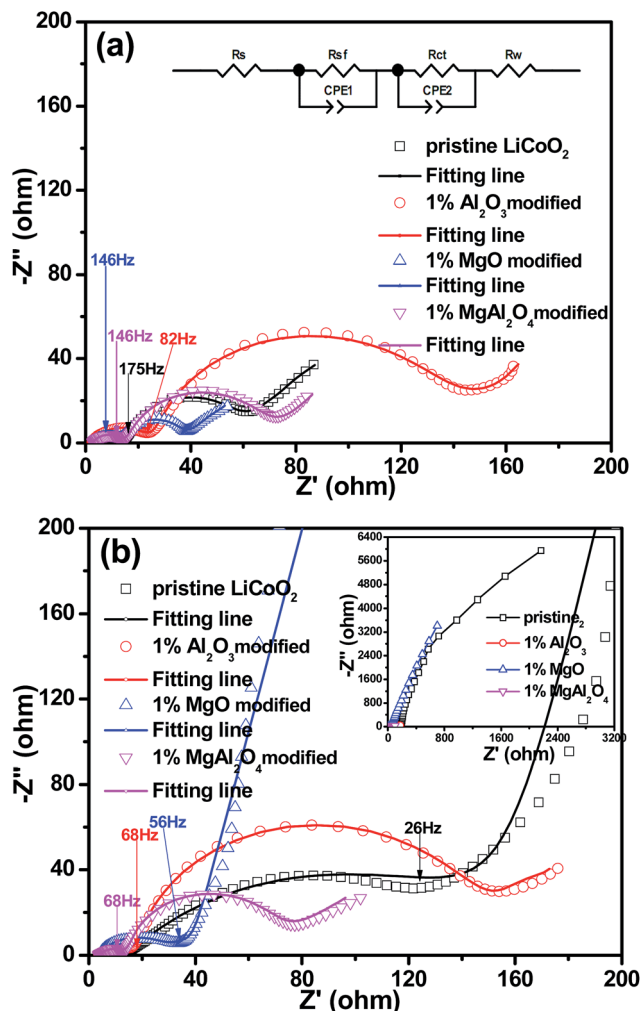 (a)
Rs
Rsf
Rct
Rw
CPE1
CPE2
200
160
120
80
40
0
-Z'' (ohm)
pristine LiCoO₂
Fitting line
1% Al₂O₃modified
Fitting line
1% MgO modified
Fitting line
1% MgAl₂O₄modified
Fitting line
146Hz
146Hz
175Hz
82Hz
0 40 80 120 160 200
Z' (ohm)
(b)
200
160
120
80
40
0
-Z'' (ohm)
pristine LiCoO₂
Fitting line
1% Al₂O₃modified
Fitting line
1% MgO modified
Fitting line
1% MgAl₂O₄modified
Fitting line
6400
5600
4800
4000
3200
2400
1600
800
0
-Z'' (ohm)
pristine₂
1% Al₂O₃
1% MgO
1% MgAl₂O₄
0 800 1600 2400 3200
Z' (ohm)
68Hz
68Hz
56Hz
26Hz
0 40 80 120 160 200
Z' (ohm)